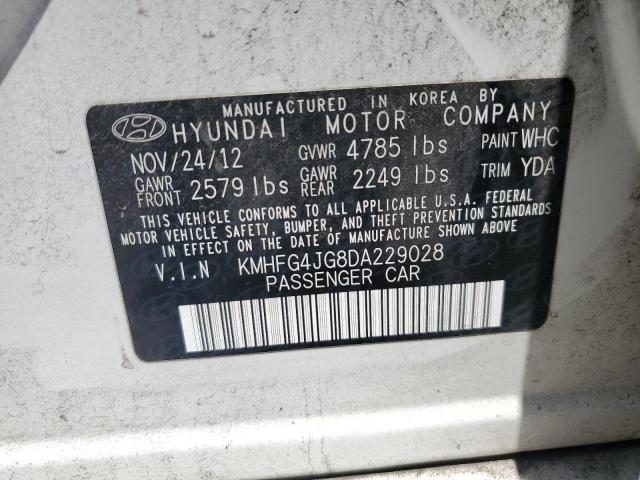 MANUFACTURED IN KOREA BY
HYUNDAI MOTOR COMPANY
NOV/24/12 GVWR 4785 lbs PAINT WHC
GAWR FRONT 2579 lbs GAWR REAR 2249 lbs TRIM YDA
THIS VEHICLE CONFORMS TO ALL APPLICABLE U.S.A. FEDERAL
MOTOR VEHICLE SAFETY, BUMPER, AND THEFT PREVENTION STANDARDS
IN EFFECT ON THE DATE OF MANUFACTURE SHOWN ABOVE
V.I.N KMHFG4JG8DA229028
PASSENGER CAR